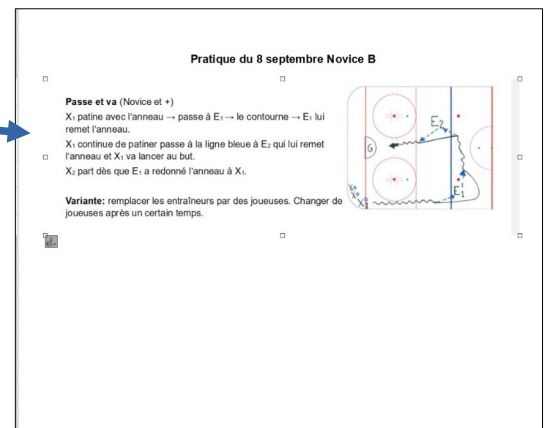 Pratique du 8 septembre Novice B
Passe et va (Novice et +)
X₁ patine avec l'anneau → passe à E₁ → le contourne → E₁ lui
remet l'anneau.
X₁ continue de patiner passe à la ligne bleue à E₂ qui lui remet
l'anneau et X₁ va lancer au but.
X₂ part dès que E₁ a redonné l'anneau à X₁.
Variante: remplacer les entraîneurs par des joueuses. Changer de
joueuses après un certain temps.
E₂
G
E₁